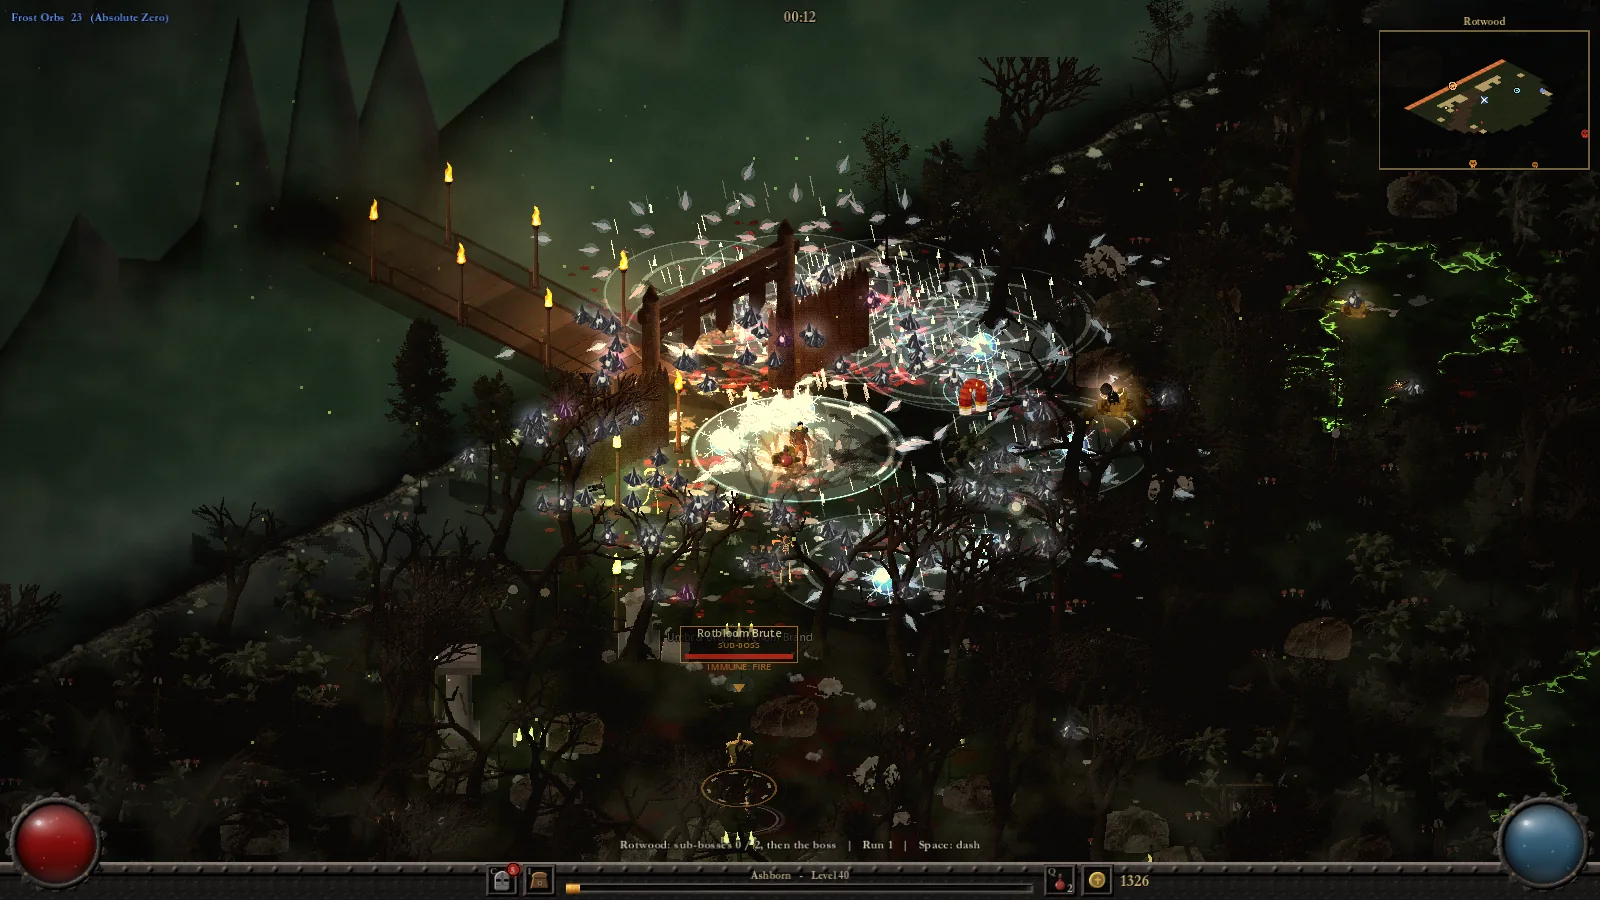 Frost Orbs 23 (Absolute Zero)
00:12
Rotwood
Rotbloom Brute
SUB-BOSS
IMMUNE: FIRE
Rotwood: sub-bosses 0 / 2, then the boss | Run 1 | Space: dash
Ashborn - Level 40
5
Q
2
1326